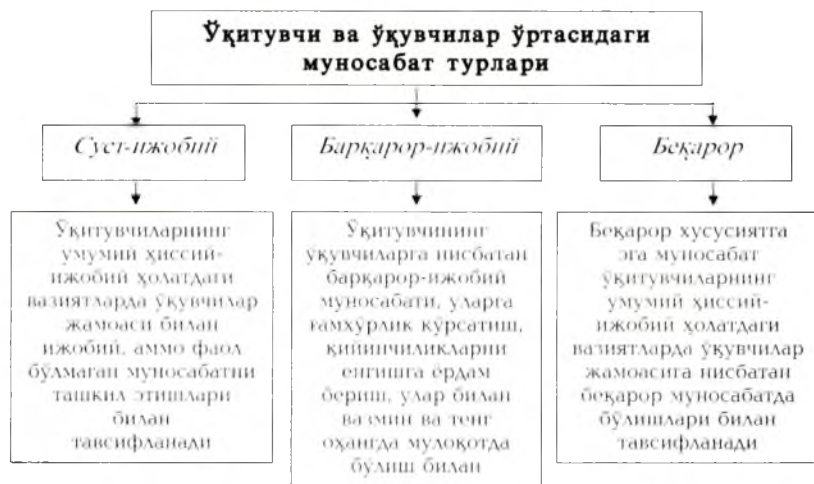 Ўқитувчи ва ўқувчилар ўртасидаги
муносабат турлари
Суст-ижобий
Барқарор-ижобий
Беқарор
Ўқитувчиларнинг
умумий ҳиссий-
ижобий ҳолатдаги
вазиятларда ўқувчилар
жамоаси билан
ижобий, аммо фаол
бўлмаган муносабатни
ташкил этишлари
билан
тавсифланади
Ўқитувчининг
ўқувчиларга нисбатан
барқарор-ижобий
муносабати, уларга
ғамхўрлик кўрсатиш,
қийинчиликларни
енгишга ёрдам
бериш, улар билан
вазмин ва тенг
оҳангда мулоқотда
бўлиш билан
Беқарор хусусиятга
эга муносабат
ўқитувчиларнинг
умумий ҳиссий-
ижобий ҳолатдаги
вазиятларда ўқувчилар
жамоасига нисбатан
беқарор муносабатда
бўлишлари билан
тавсифланади